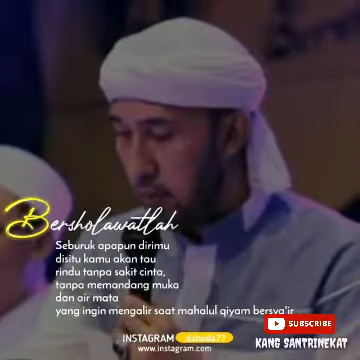 Bersholawatlah
Seburuk apapun dirimu
disitu kamu akan tau
rindu tanpa sakit cinta,
tanpa memandang muka
dan air mata
yang ingin mengalir saat mahalul qiyam bersya'ir
SUBSCRIBE
INSTAGRAM dahuda77
www.instagram.com
KANG SANTRINEKAT